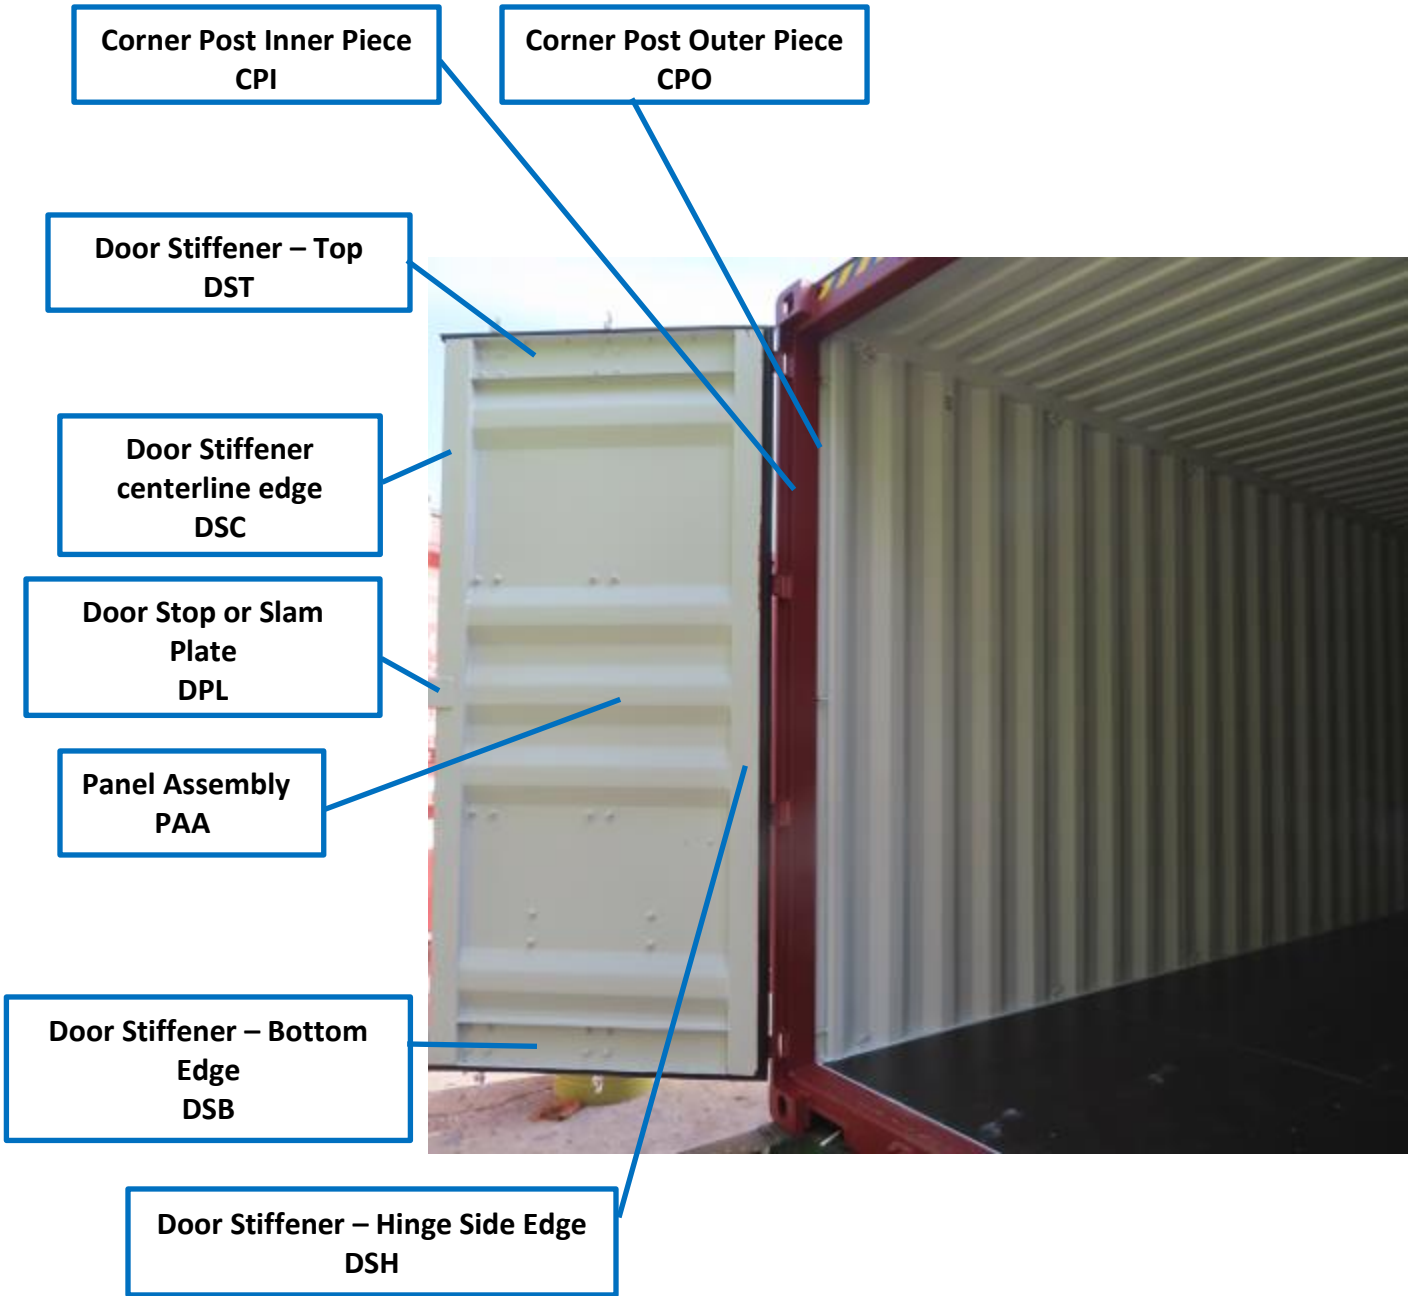 Corner Post Inner Piece
CPI
Corner Post Outer Piece
CPO
Door Stiffener – Top
DST
Door Stiffener
centerline edge
DSC
Door Stop or Slam
Plate
DPL
Panel Assembly
PAA
Door Stiffener – Bottom
Edge
DSB
Door Stiffener – Hinge Side Edge
DSH